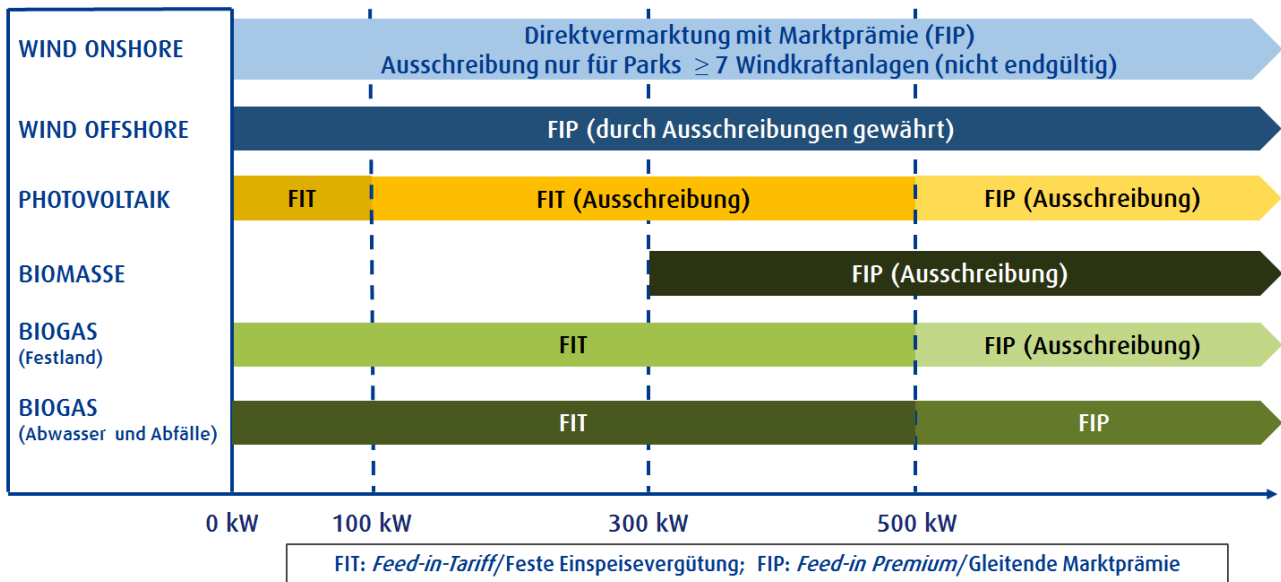 WIND ONSHORE
Direktvermarktung mit Marktprämie (FIP)
Ausschreibung nur für Parks ≥ 7 Windkraftanlagen (nicht endgültig)
WIND OFFSHORE
FIP (durch Ausschreibungen gewährt)
PHOTOVOLTAIK
FIT
FIT (Ausschreibung)
FIP (Ausschreibung)
BIOMASSE
FIP (Ausschreibung)
BIOGAS
(Festland)
FIT
FIP (Ausschreibung)
BIOGAS
(Abwasser und Abfälle)
FIT
FIP
0 kW
100 kW
300 kW
500 kW
FIT: Feed-in-Tariff/Feste Einspeisevergütung; FIP: Feed-in Premium/Gleitende Marktprämie